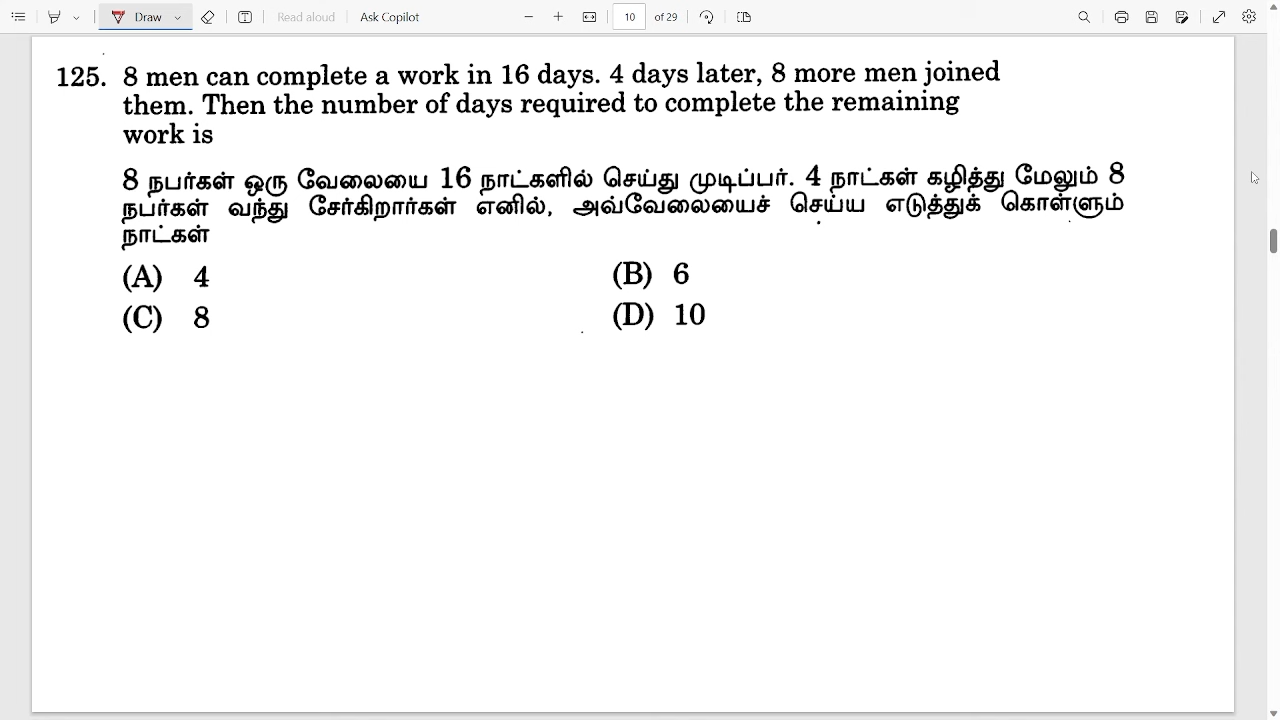 Draw
Read aloud
Ask Copilot
10 of 29
125. 8 men can complete a work in 16 days. 4 days later, 8 more men joined
them. Then the number of days required to complete the remaining
work is
8 நபர்கள் ஒரு வேலையை 16 நாட்களில் செய்து முடிப்பர். 4 நாட்கள் கழித்து மேலும் 8
நபர்கள் வந்து சேர்கிறார்கள் எனில், அவ்வேலையைச் செய்ய எடுத்துக் கொள்ளும்
நாட்கள்
(A) 4
(B) 6
(C) 8
(D) 10